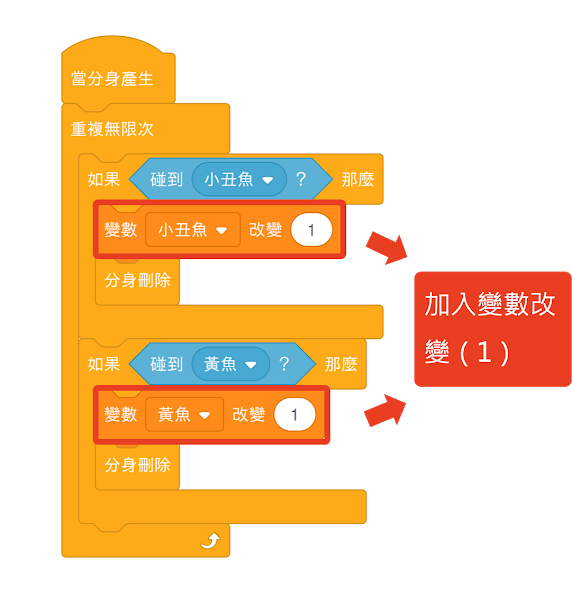 當分身產生
重複無限次
如果 碰到 小丑魚 ? 那麼
變數 小丑魚 改變 1
分身刪除
如果 碰到 黃魚 ? 那麼
變數 黃魚 改變 1
分身刪除
加入變數改
變（1）